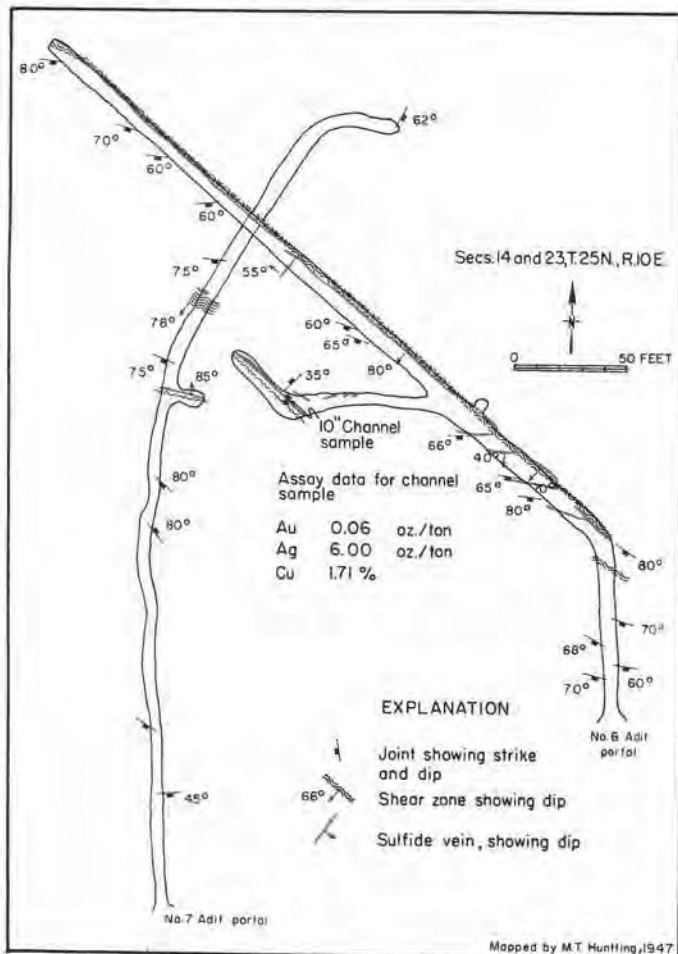 80°
62°
70°
60°
60°
75°
55°
Secs. 14 and 23, T. 25N., R. 10 E.
N
78°
60°
65°
0 50 FEET
75°
85°
35°
80°
10" Channel
sample
66°
40°
70°
65°
80°
Assay data for channel
sample
Au 0.06 oz./ton
Ag 6.00 oz./ton
Cu 1.71 %
80°
80°
80°
70°
68°
70°
60°
EXPLANATION
No. 6 Adit
portal
Joint showing strike
and dip
66°
Shear zone showing dip
45°
Sulfide vein, showing dip
No. 7 Adit portal
Mapped by M.T. Huntting, 1947